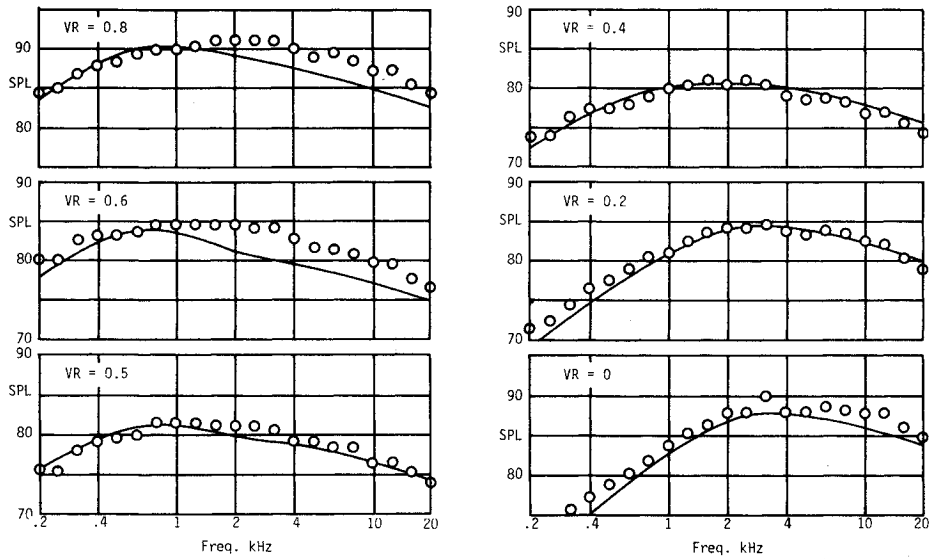 VR = 0.8
90
SPL
80
90
VR = 0.6
SPL
80
70
90
VR = 0.5
SPL
80
70
.2 .4 1 2 4 10 20
Freq. kHz
90
VR = 0.4
80
70
90
VR = 0.2
SPL
80
70
VR = 0
90
SPL
80
.2 .4 1 2 4 10 20
Freq. kHz